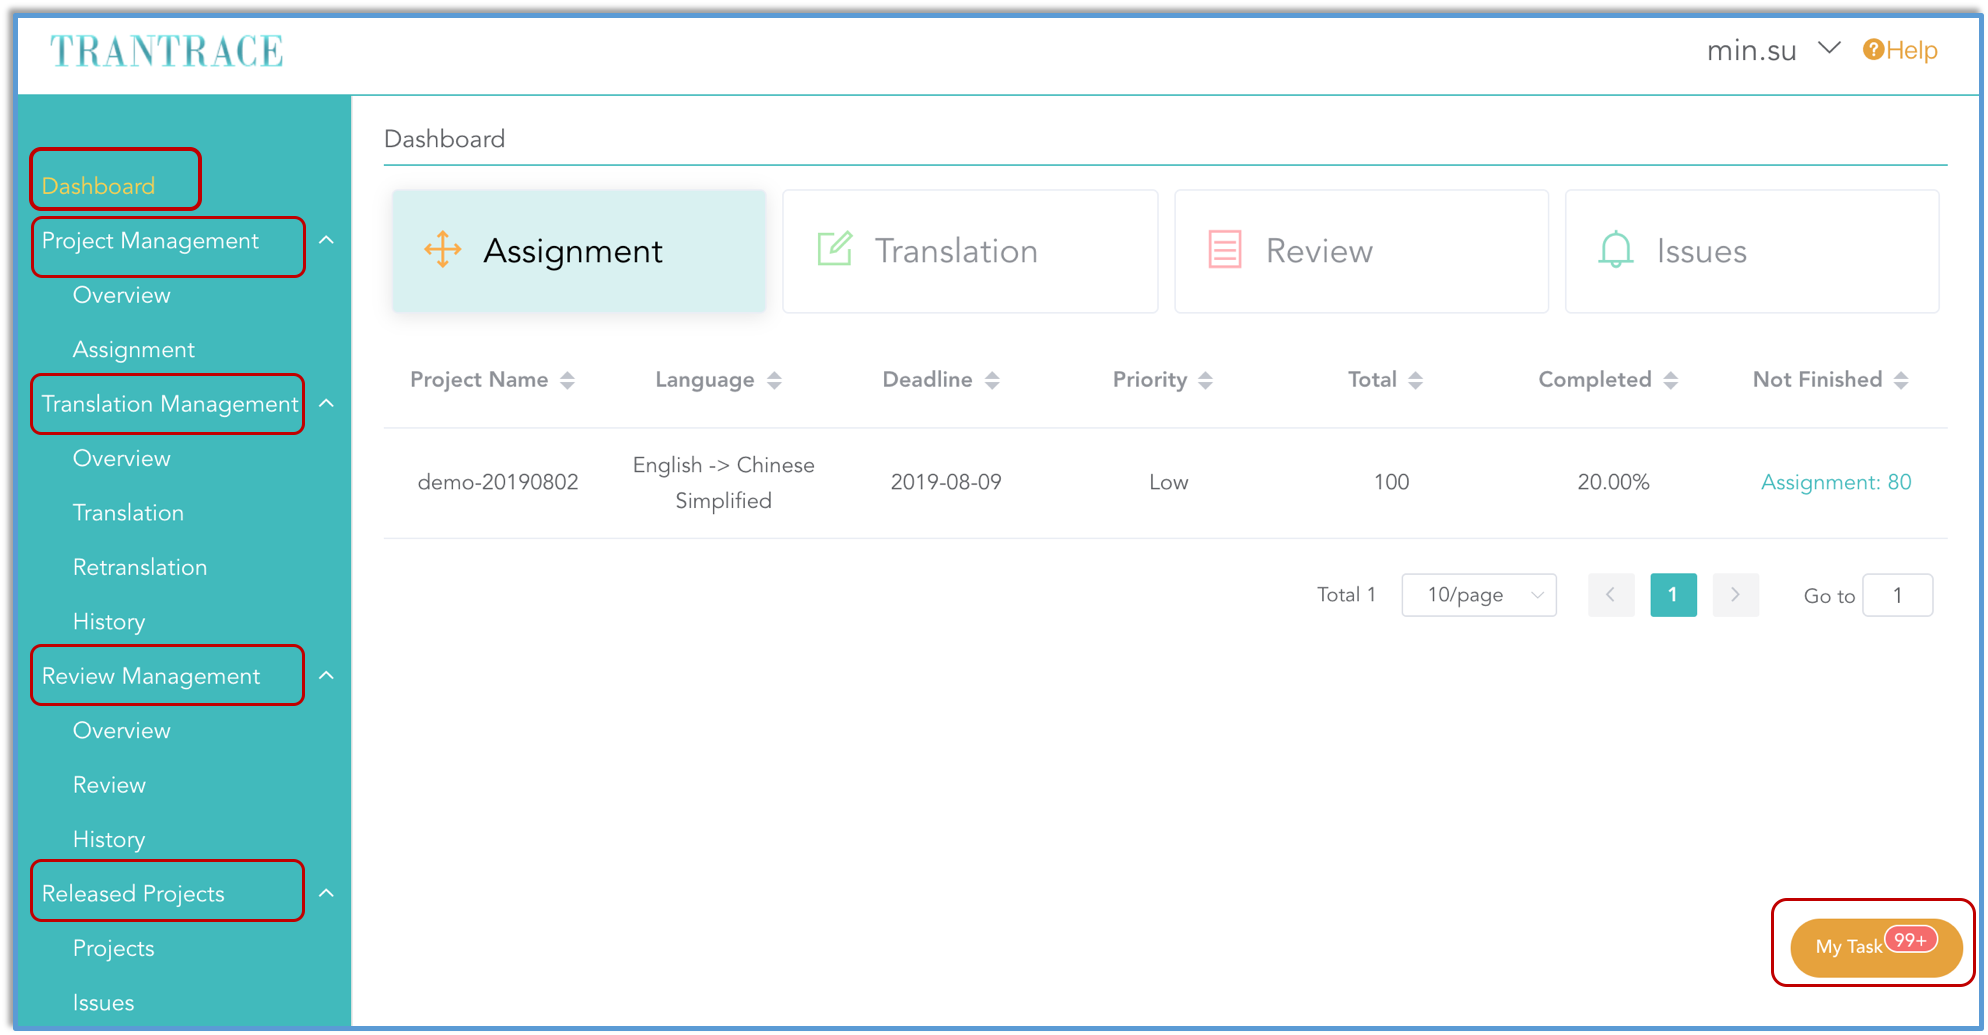 TRANTRACE
min.su
?Help
Dashboard
Project Management
Overview
Assignment
Translation Management
Overview
Translation
Retranslation
History
Review Management
Overview
Review
History
Released Projects
Projects
Issues
Dashboard
Assignment
Translation
Review
Issues
Project Name Language Deadline Priority Total Completed Not Finished
demo-20190802 English -> Chinese Simplified 2019-08-09 Low 100 20.00% Assignment: 80
Total 1 10/page 1 Go to 1
My Task 99+